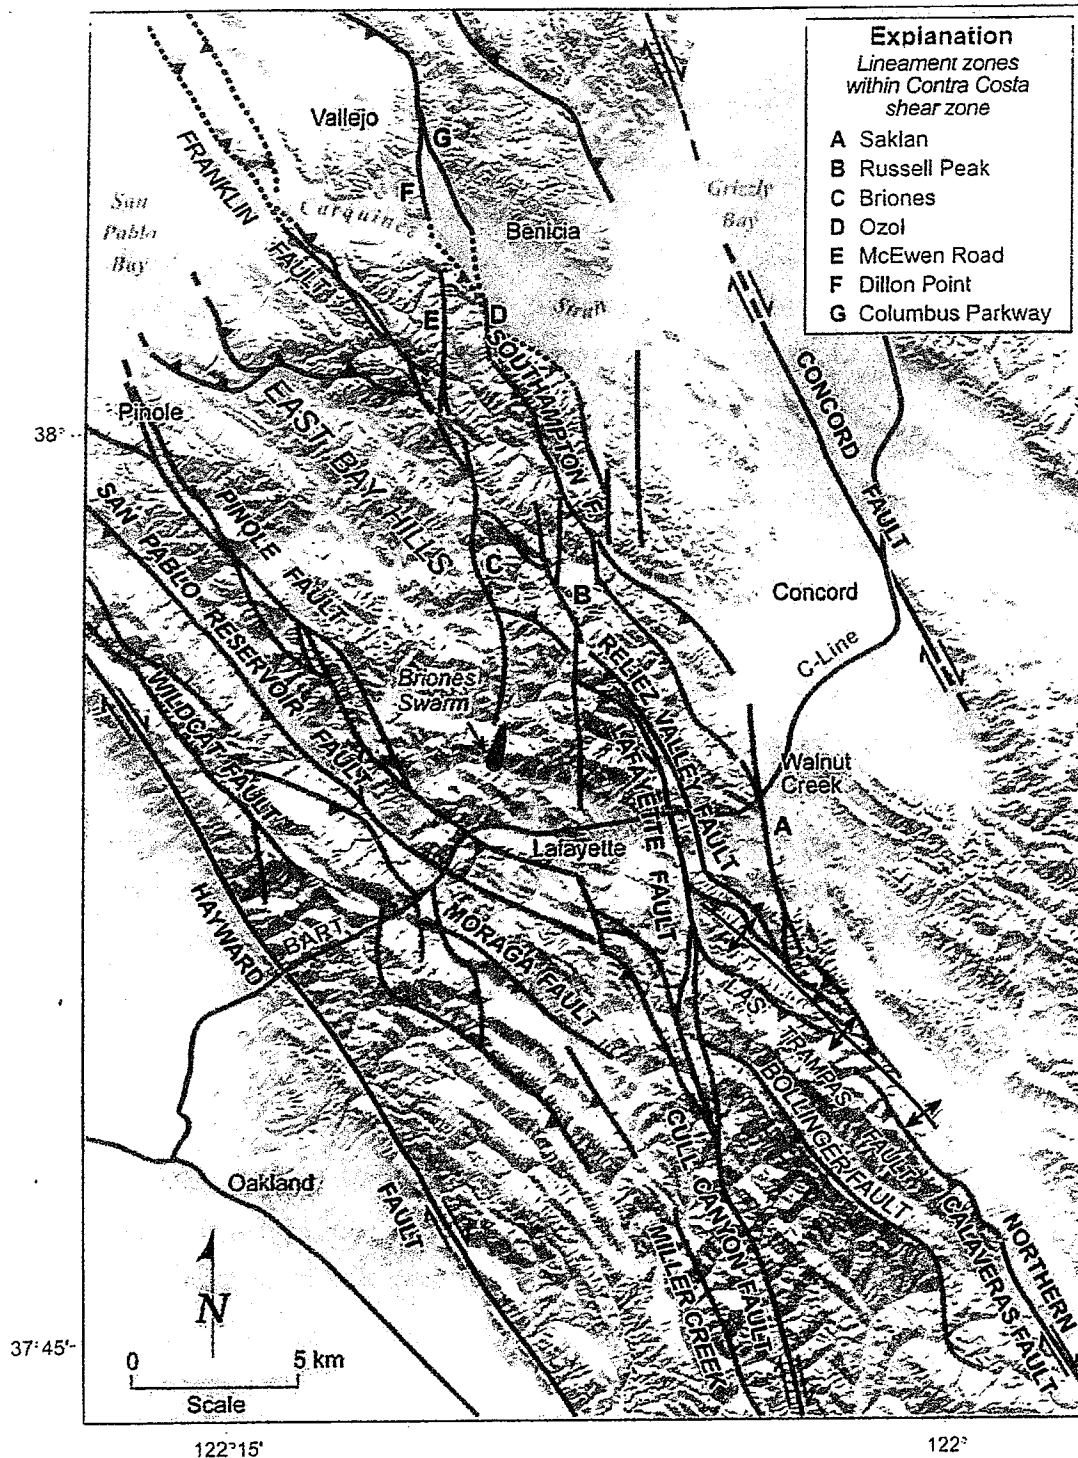 Explanation
Lineament zones
within Contra Costa
shear zone
A Saklan
B Russell Peak
C Briones
D Ozol
E McEwen Road
F Dillon Point
G Columbus Parkway
Vallejo
G
FRANKLIN FAULT
F
San
Pablo
Bay
Carquinez
Strait
Benicia
Grizzly
Bay
E
D
SOUTHAMPTON
CONCORD FAULT
EAST BAY HILLS
Pinole
38°
PINOLE FAULT
SAN PABLO RESERVOIR FAULT
C
B
Concord
C-Line
RELIEZ VALLEY FAULT
Briones
Swarm
WILDCAT FAULT
LAFAYETTE FAULT
Walnut
Creek
A
Lafayette
HAYWARD FAULT
BART
MORAGA FAULT
LAS TRAMPAS FAULT
BOLLINGER FAULT
CULL CANYON FAULT
MILLER CREEK
NORTHERN
CALAVERAS FAULT
Oakland
N
37°45'
0 5 km
Scale
122°15'
122°